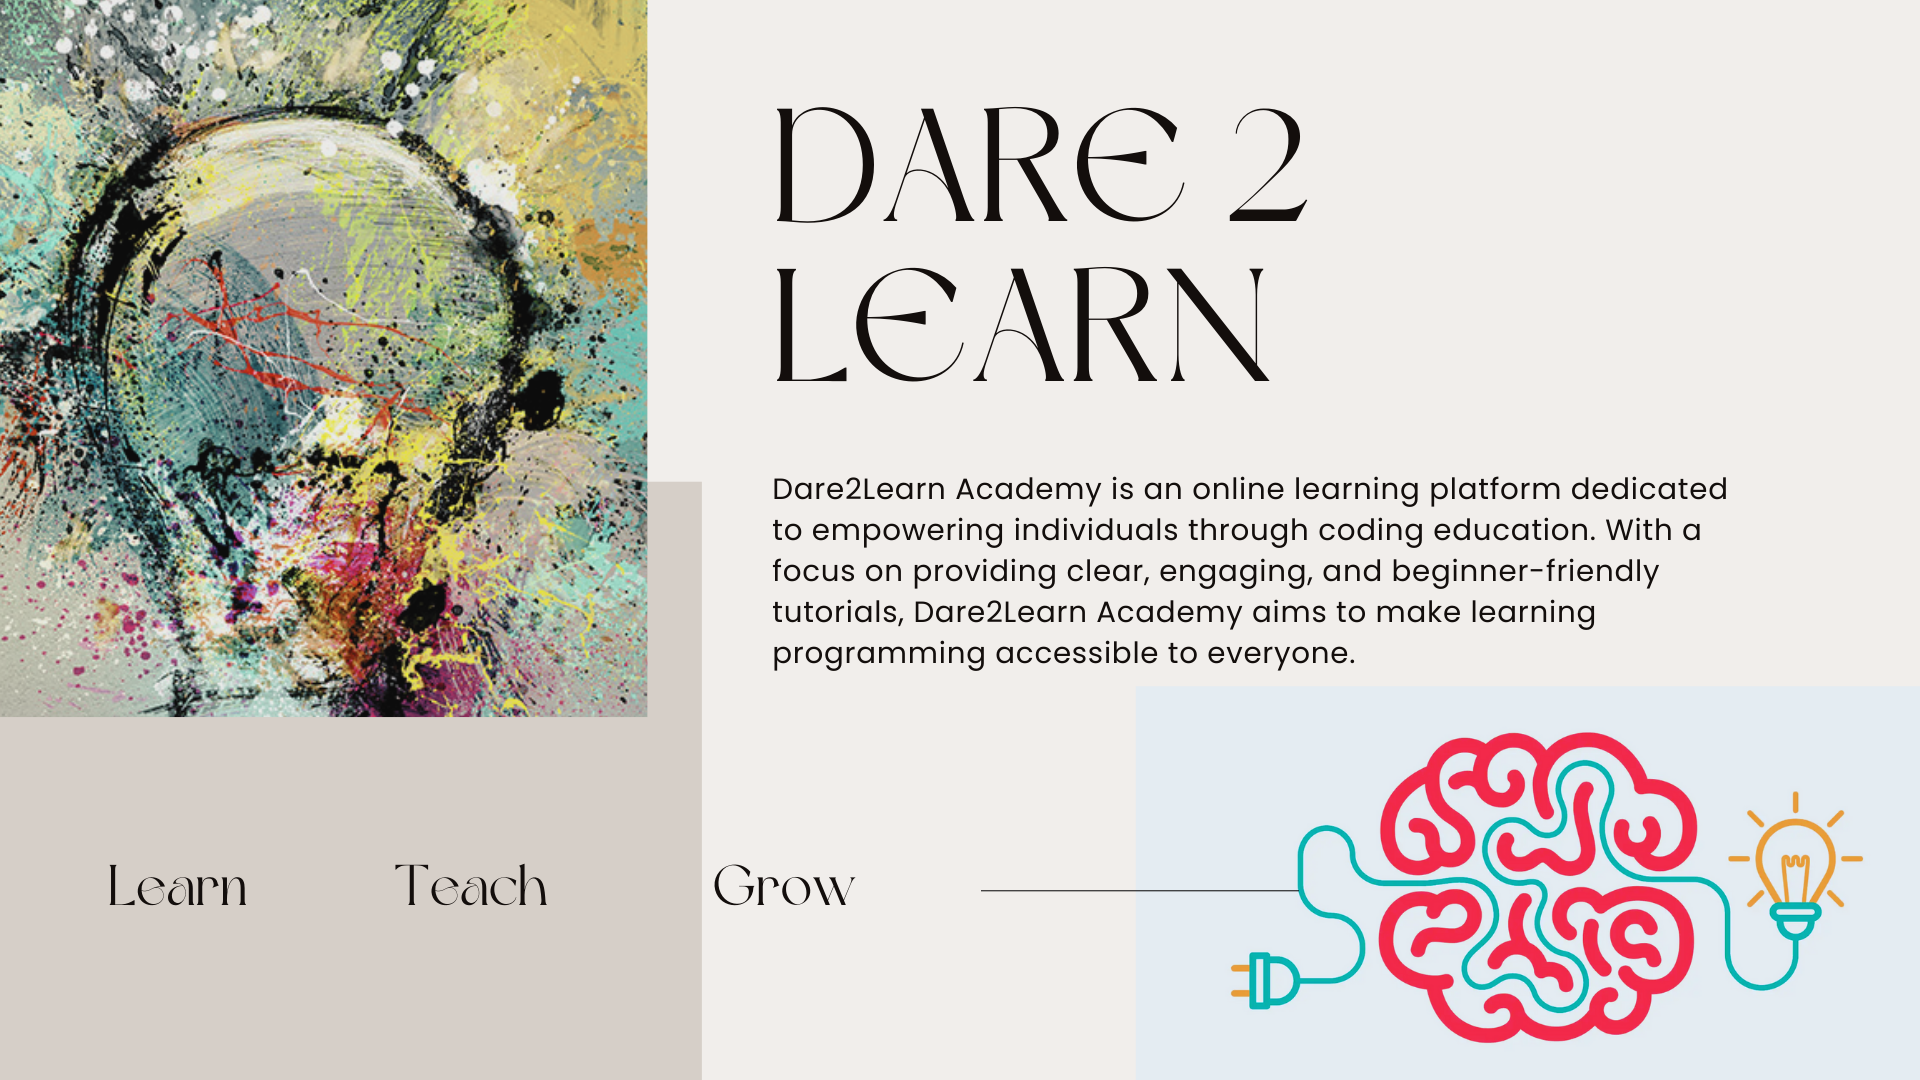 DARE 2
LEARN
Dare2Learn Academy is an online learning platform dedicated
to empowering individuals through coding education. With a
focus on providing clear, engaging, and beginner-friendly
tutorials, Dare2Learn Academy aims to make learning
programming accessible to everyone.
Learn Teach Grow